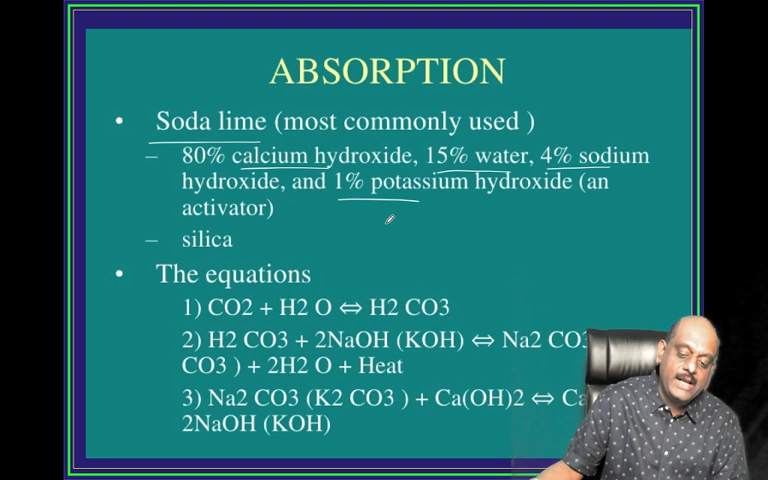 ABSORPTION
• Soda lime (most commonly used )
– 80% calcium hydroxide, 15% water, 4% sodium
hydroxide, and 1% potassium hydroxide (an
activator)
– silica
• The equations
1) CO2 + H2 O ⇔ H2 CO3
2) H2 CO3 + 2NaOH (KOH) ⇔ Na2 CO3
CO3 ) + 2H2 O + Heat
3) Na2 CO3 (K2 CO3 ) + Ca(OH)2 ⇔
2NaOH (KOH)